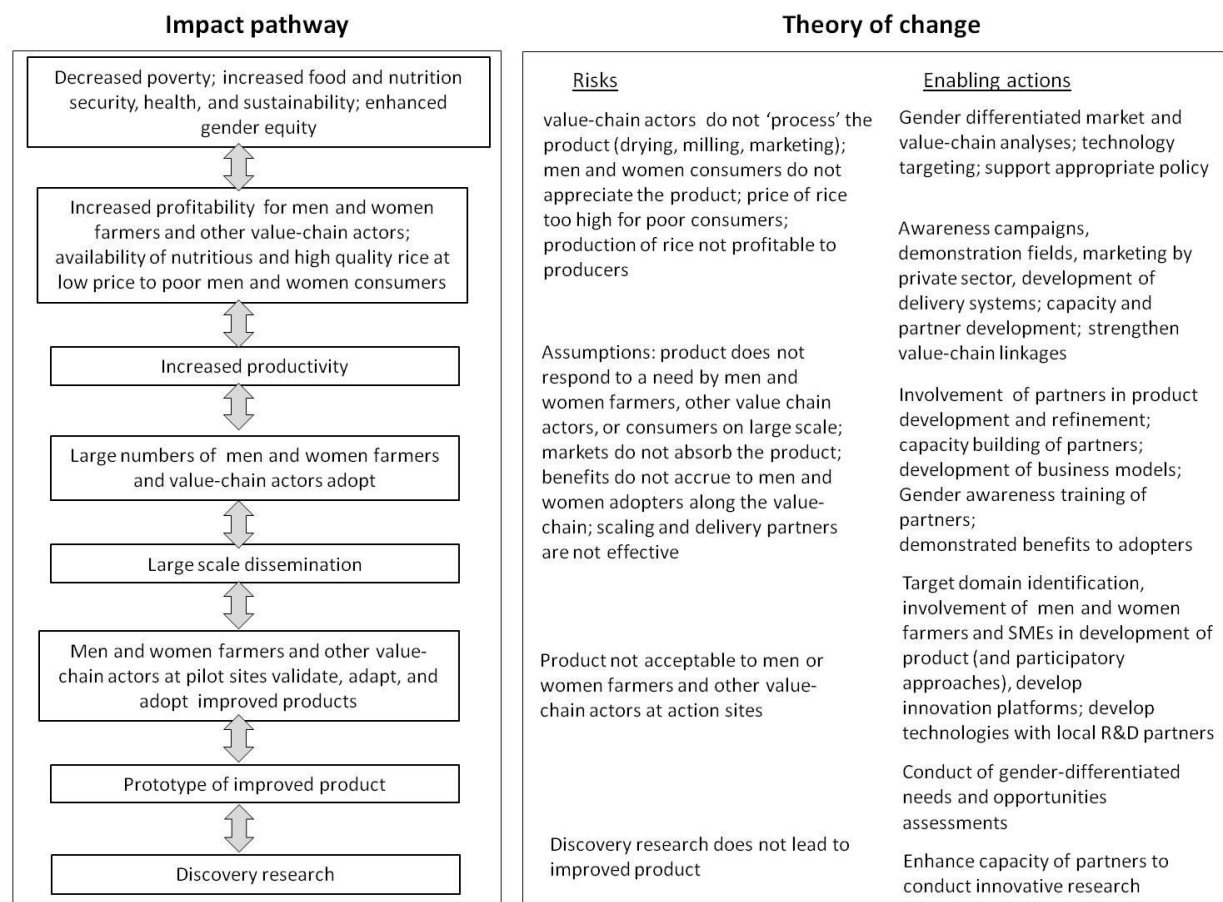 Impact pathway
Decreased poverty; increased food and nutrition
security, health, and sustainability; enhanced
gender equity
Increased profitability for men and women
farmers and other value-chain actors;
availability of nutritious and high quality rice at
low price to poor men and women consumers
Increased productivity
Large numbers of men and women farmers
and value-chain actors adopt
Large scale dissemination
Men and women farmers and other value-
chain actors at pilot sites validate, adapt, and
adopt improved products
Prototype of improved product
Discovery research
Theory of change
Risks
value-chain actors do not ‘process’ the
product (drying, milling, marketing);
men and women consumers do not
appreciate the product; price of rice
too high for poor consumers;
production of rice not profitable to
producers
Assumptions: product does not
respond to a need by men and
women farmers, other value chain
actors, or consumers on large scale;
markets do not absorb the product;
benefits do not accrue to men and
women adopters along the value-
chain; scaling and delivery partners
are not effective
Product not acceptable to men or
women farmers and other value-
chain actors at action sites
Discovery research does not lead to
improved product
Enabling actions
Gender differentiated market and
value-chain analyses; technology
targeting; support appropriate policy
Awareness campaigns,
demonstration fields, marketing by
private sector, development of
delivery systems; capacity and
partner development; strengthen
value-chain linkages
Involvement of partners in product
development and refinement;
capacity building of partners;
development of business models;
Gender awareness training of
partners;
demonstrated benefits to adopters
Target domain identification,
involvement of men and women
farmers and SMEs in development of
product (and participatory
approaches), develop
innovation platforms; develop
technologies with local R&D partners
Conduct of gender-differentiated
needs and opportunities
assessments
Enhance capacity of partners to
conduct innovative research